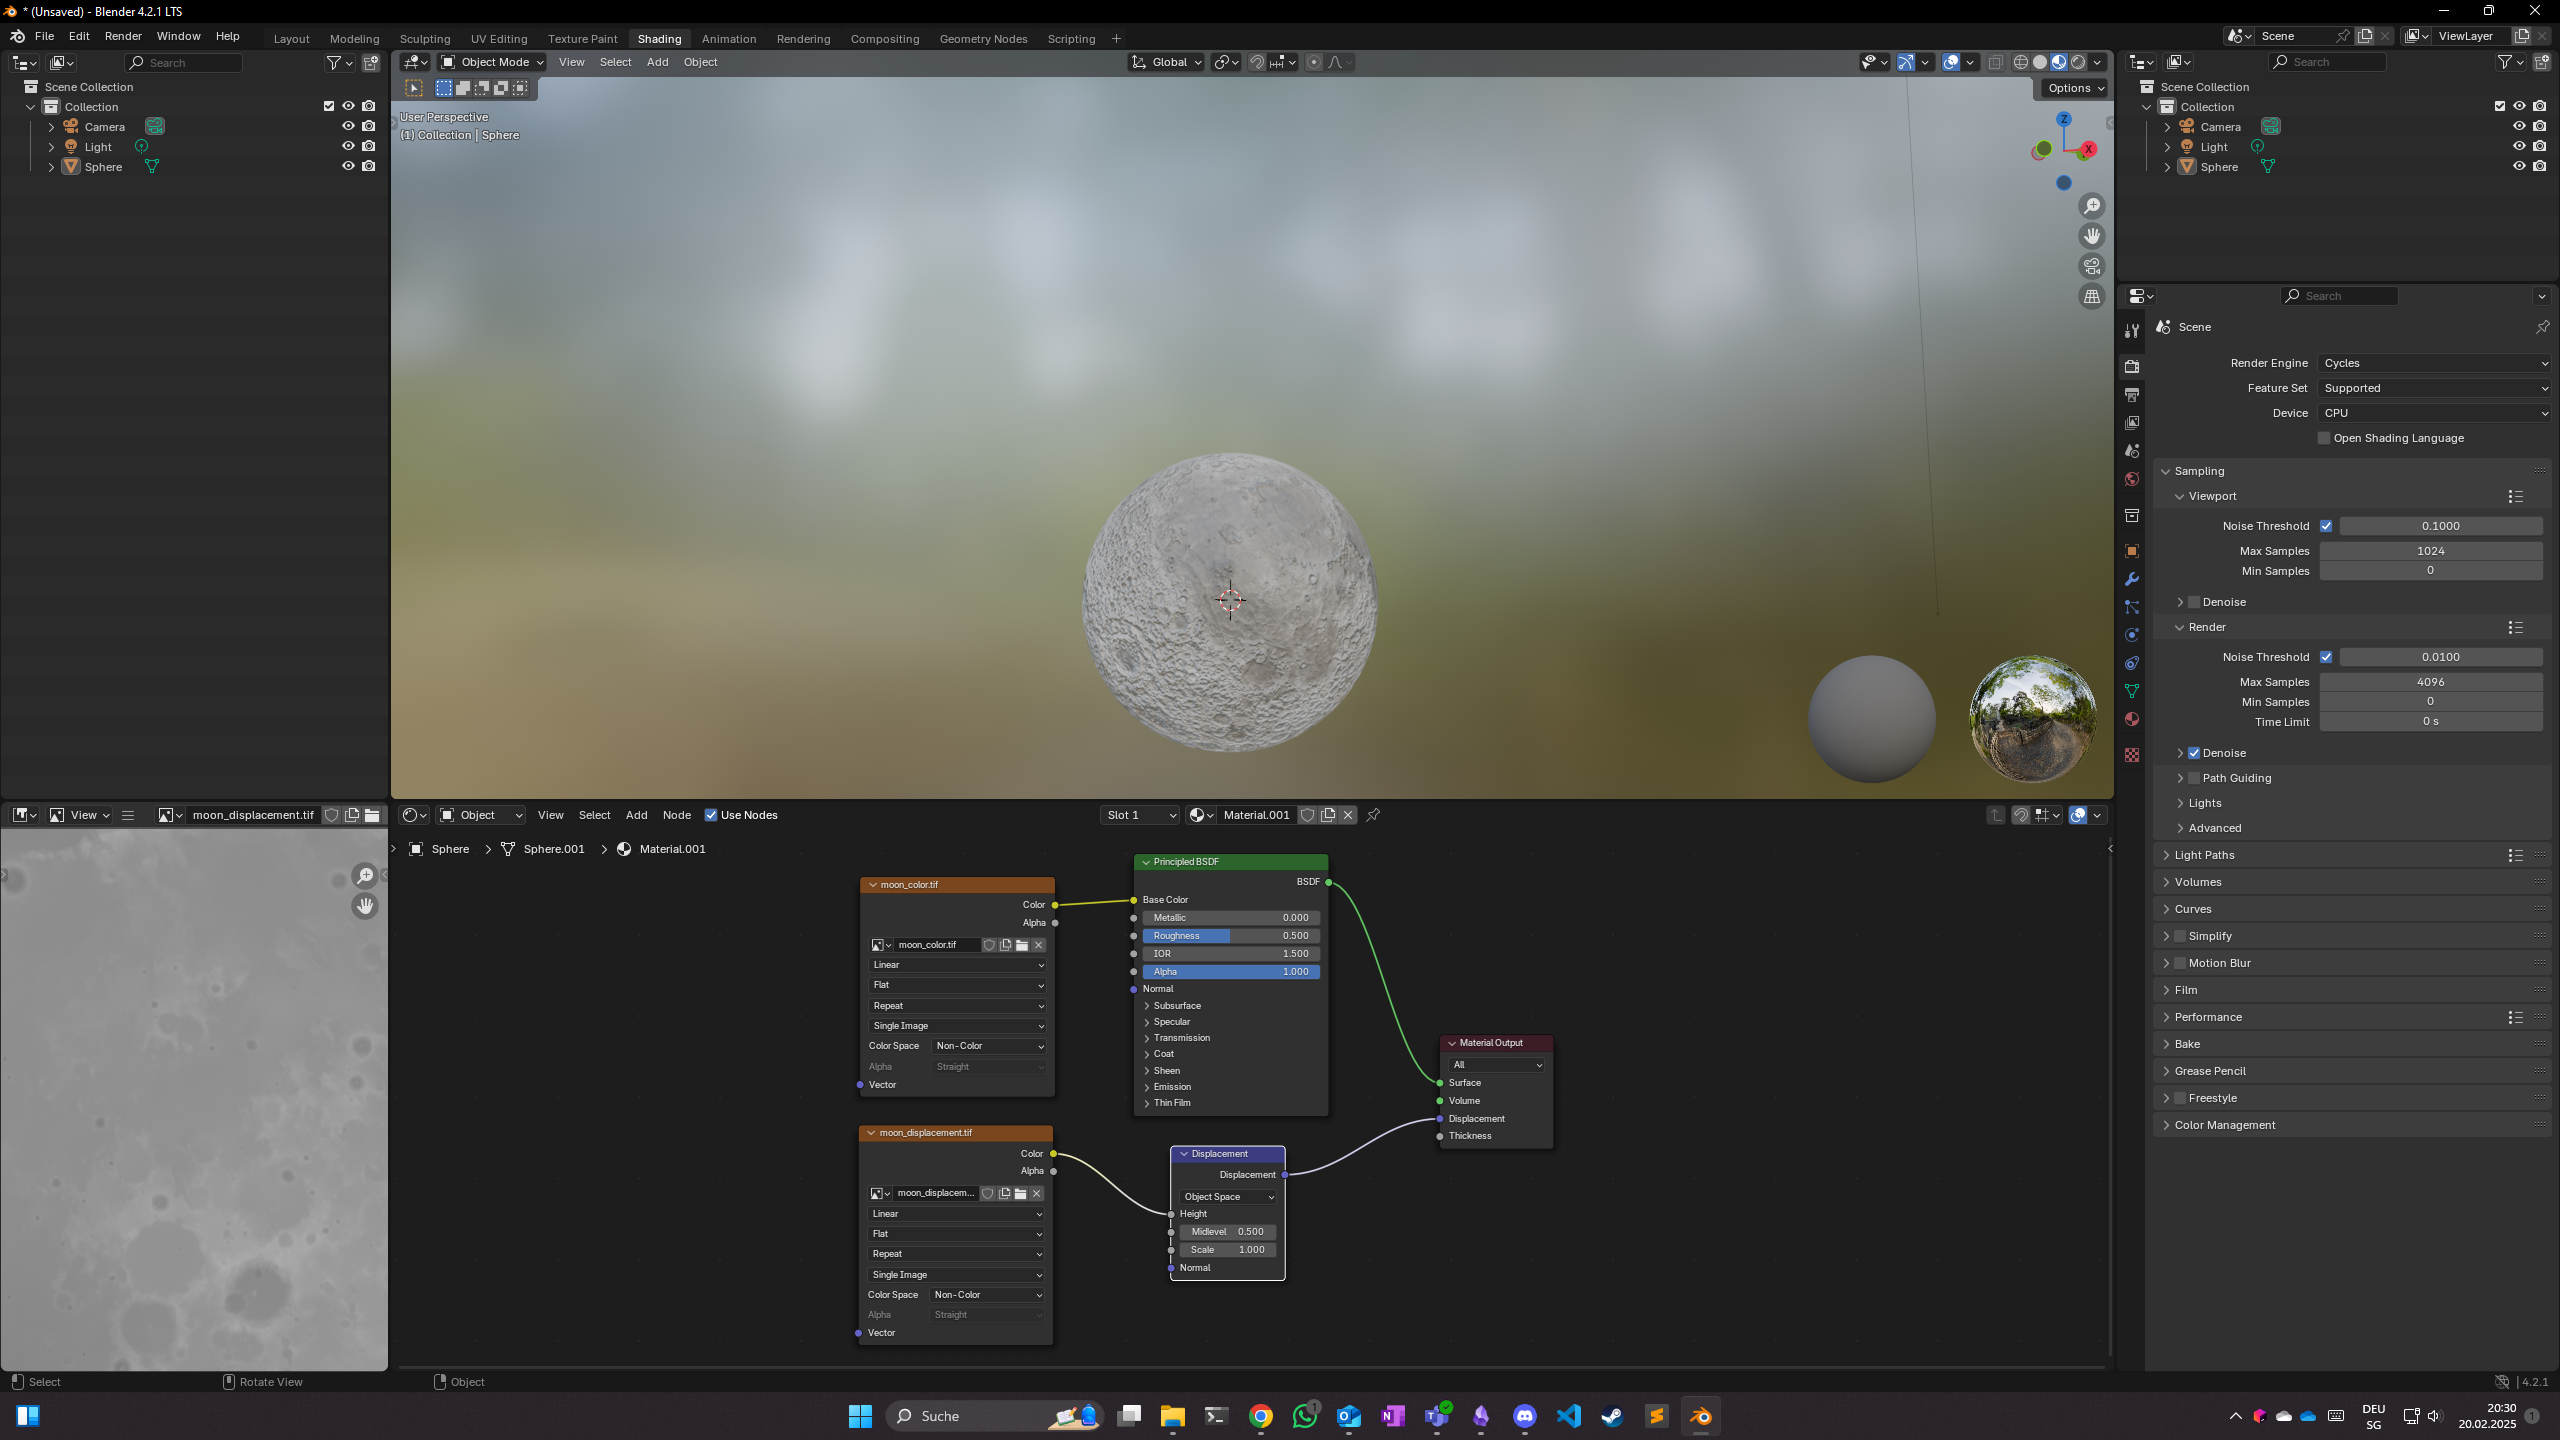 * (Unsaved) - Blender 4.2.1 LTS
File Edit Render Window Help
Layout Modeling Sculpting UV Editing Texture Paint Shading Animation Rendering Compositing Geometry Nodes Scripting +
Scene
ViewLayer
Search
Scene Collection
Collection
Camera
Light
Sphere
Object Mode View Select Add Object
Global
Options
User Perspective
(1) Collection | Sphere
Z
X
Search
Scene Collection
Collection
Camera
Light
Sphere
Search
Scene
Render Engine Cycles
Feature Set Supported
Device CPU
Open Shading Language
Sampling
Viewport
Noise Threshold 0.1000
Max Samples 1024
Min Samples 0
Denoise
Render
Noise Threshold 0.0100
Max Samples 4096
Min Samples 0
Time Limit 0 s
Denoise
Path Guiding
Lights
Advanced
Light Paths
Volumes
Curves
Simplify
Motion Blur
Film
Performance
Bake
Grease Pencil
Freestyle
Color Management
View moon_displacement.tif
Object View Select Add Node Use Nodes
Slot 1 Material.001
Sphere > Sphere.001 > Material.001
moon_color.tif
Color
Alpha
moon_color.tif
Linear
Flat
Repeat
Single Image
Color Space Non-Color
Alpha Straight
Vector
moon_displacement.tif
Color
Alpha
moon_displacem...
Linear
Flat
Repeat
Single Image
Color Space Non-Color
Alpha Straight
Vector
Principled BSDF
BSDF
Base Color
Metallic 0.000
Roughness 0.500
IOR 1.500
Alpha 1.000
Normal
Subsurface
Specular
Transmission
Coat
Sheen
Emission
Thin Film
Displacement
Displacement
Object Space
Height
Midlevel 0.500
Scale 1.000
Normal
Material Output
All
Surface
Volume
Displacement
Thickness
Select
Rotate View
Object
4.2.1
Suche
1
DEU
SG
20:30
20.02.2025
1